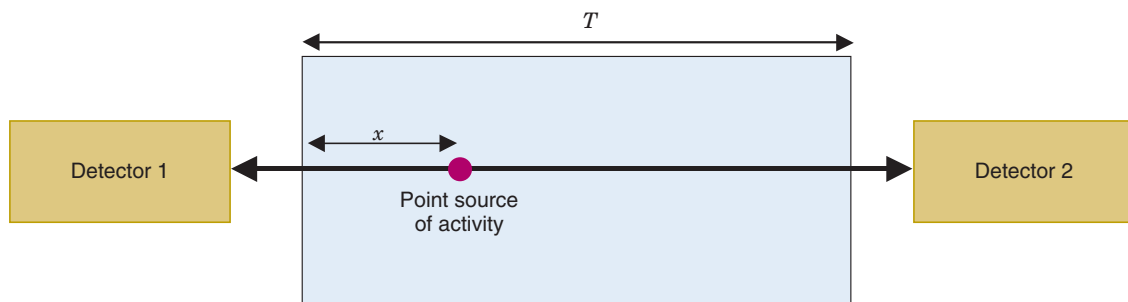 T
x
Detector 1
Detector 2
Point source
of activity